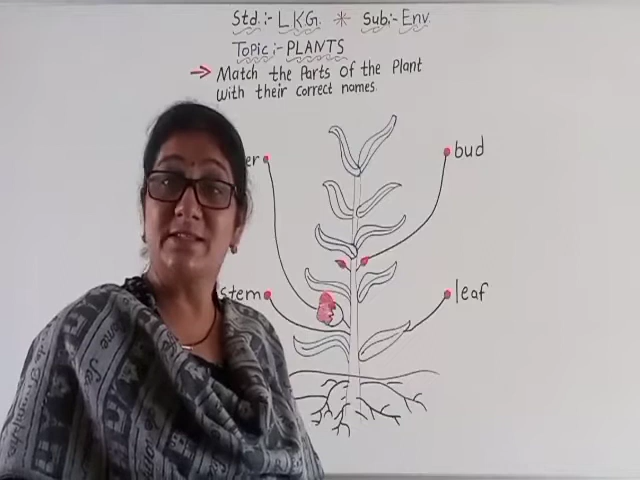 Std:- LKG. * Sub:- Env.
Topic:- PLANTS
→ Match the Parts of the Plant
with their correct names.
bud
stem
leaf